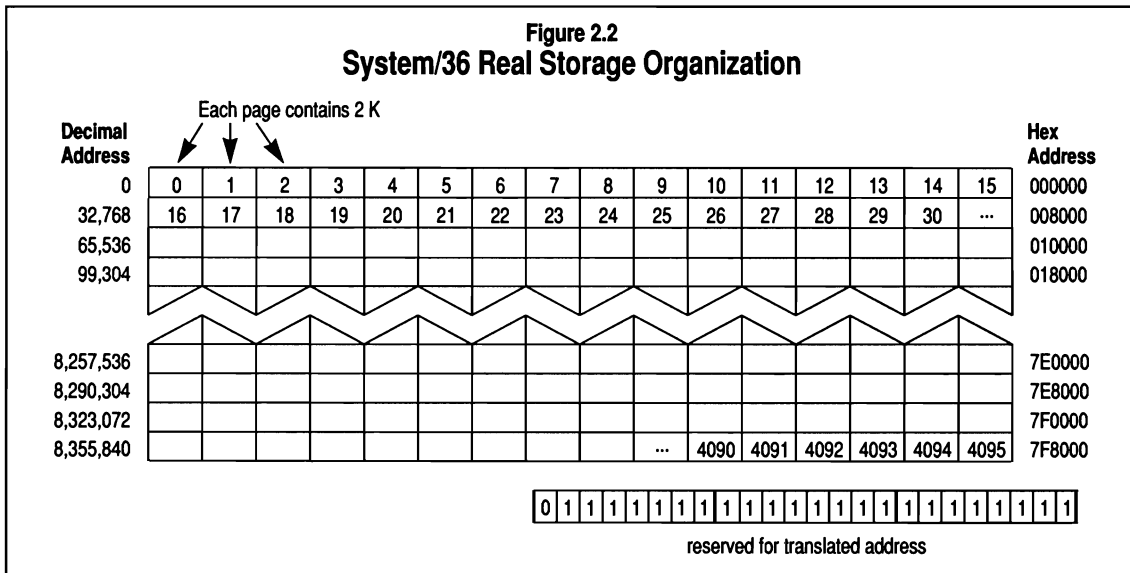 Figure 2.2
System/36 Real Storage Organization
Each page contains 2 K
Decimal Address
Hex Address
0 0 1 2 3 4 5 6 7 8 9 10 11 12 13 14 15 000000
32,768 16 17 18 19 20 21 22 23 24 25 26 27 28 29 30 ... 008000
65,536 010000
99,304 018000
8,257,536 7E0000
8,290,304 7E8000
8,323,072 7F0000
8,355,840 ... 4090 4091 4092 4093 4094 4095 7F8000
0 1 1 1 1 1 1 1 1 1 1 1 1 1 1 1 1 1 1 1 1 1 1 1
reserved for translated address